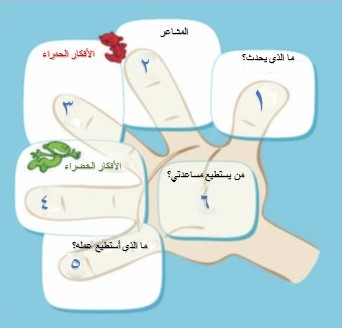 ما الذي يحدث؟
١
المشاعر
٢
الأفكار الحمراء
٣
الأفكار الخضراء
٤
ما الذي أستطيع عمله؟
٥
من يستطيع مساعدتي؟
٦